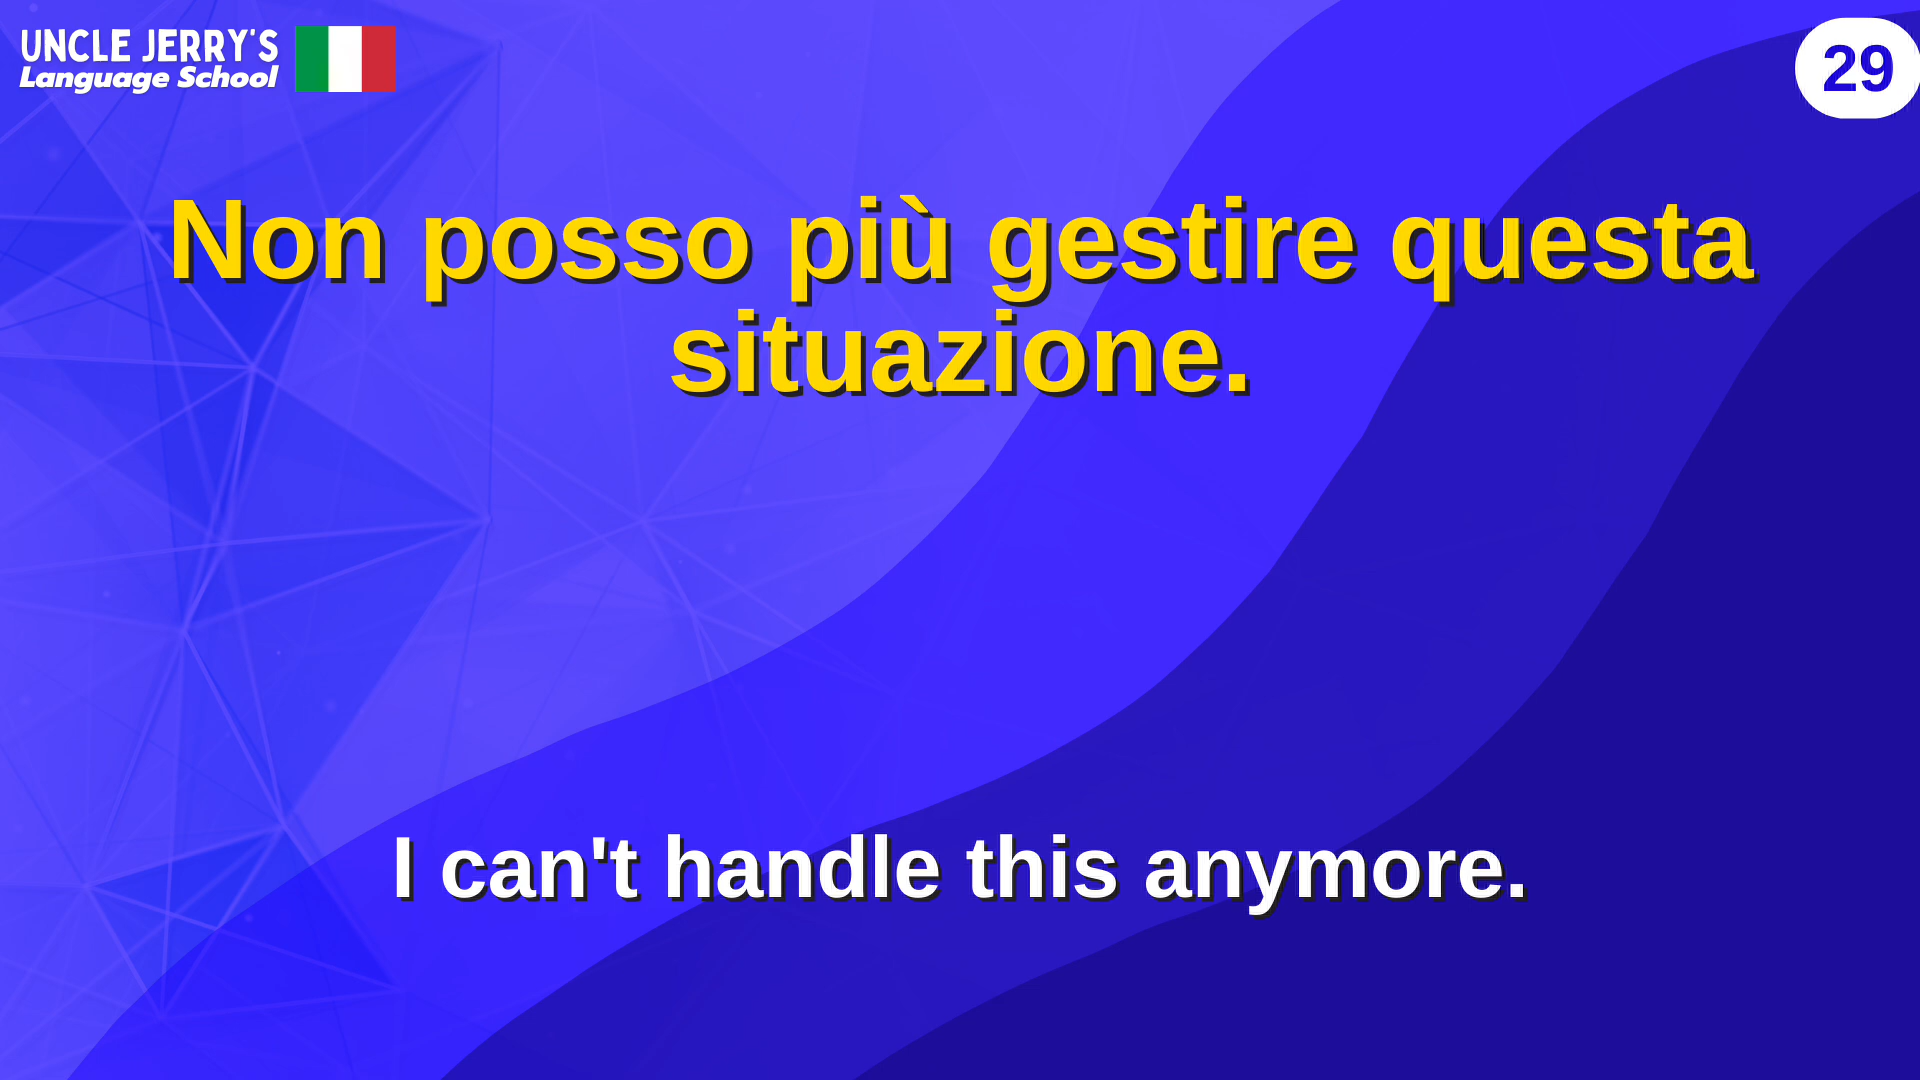 UNCLE JERRY'S
Language School
29
Non posso più gestire questa
situazione.
I can't handle this anymore.